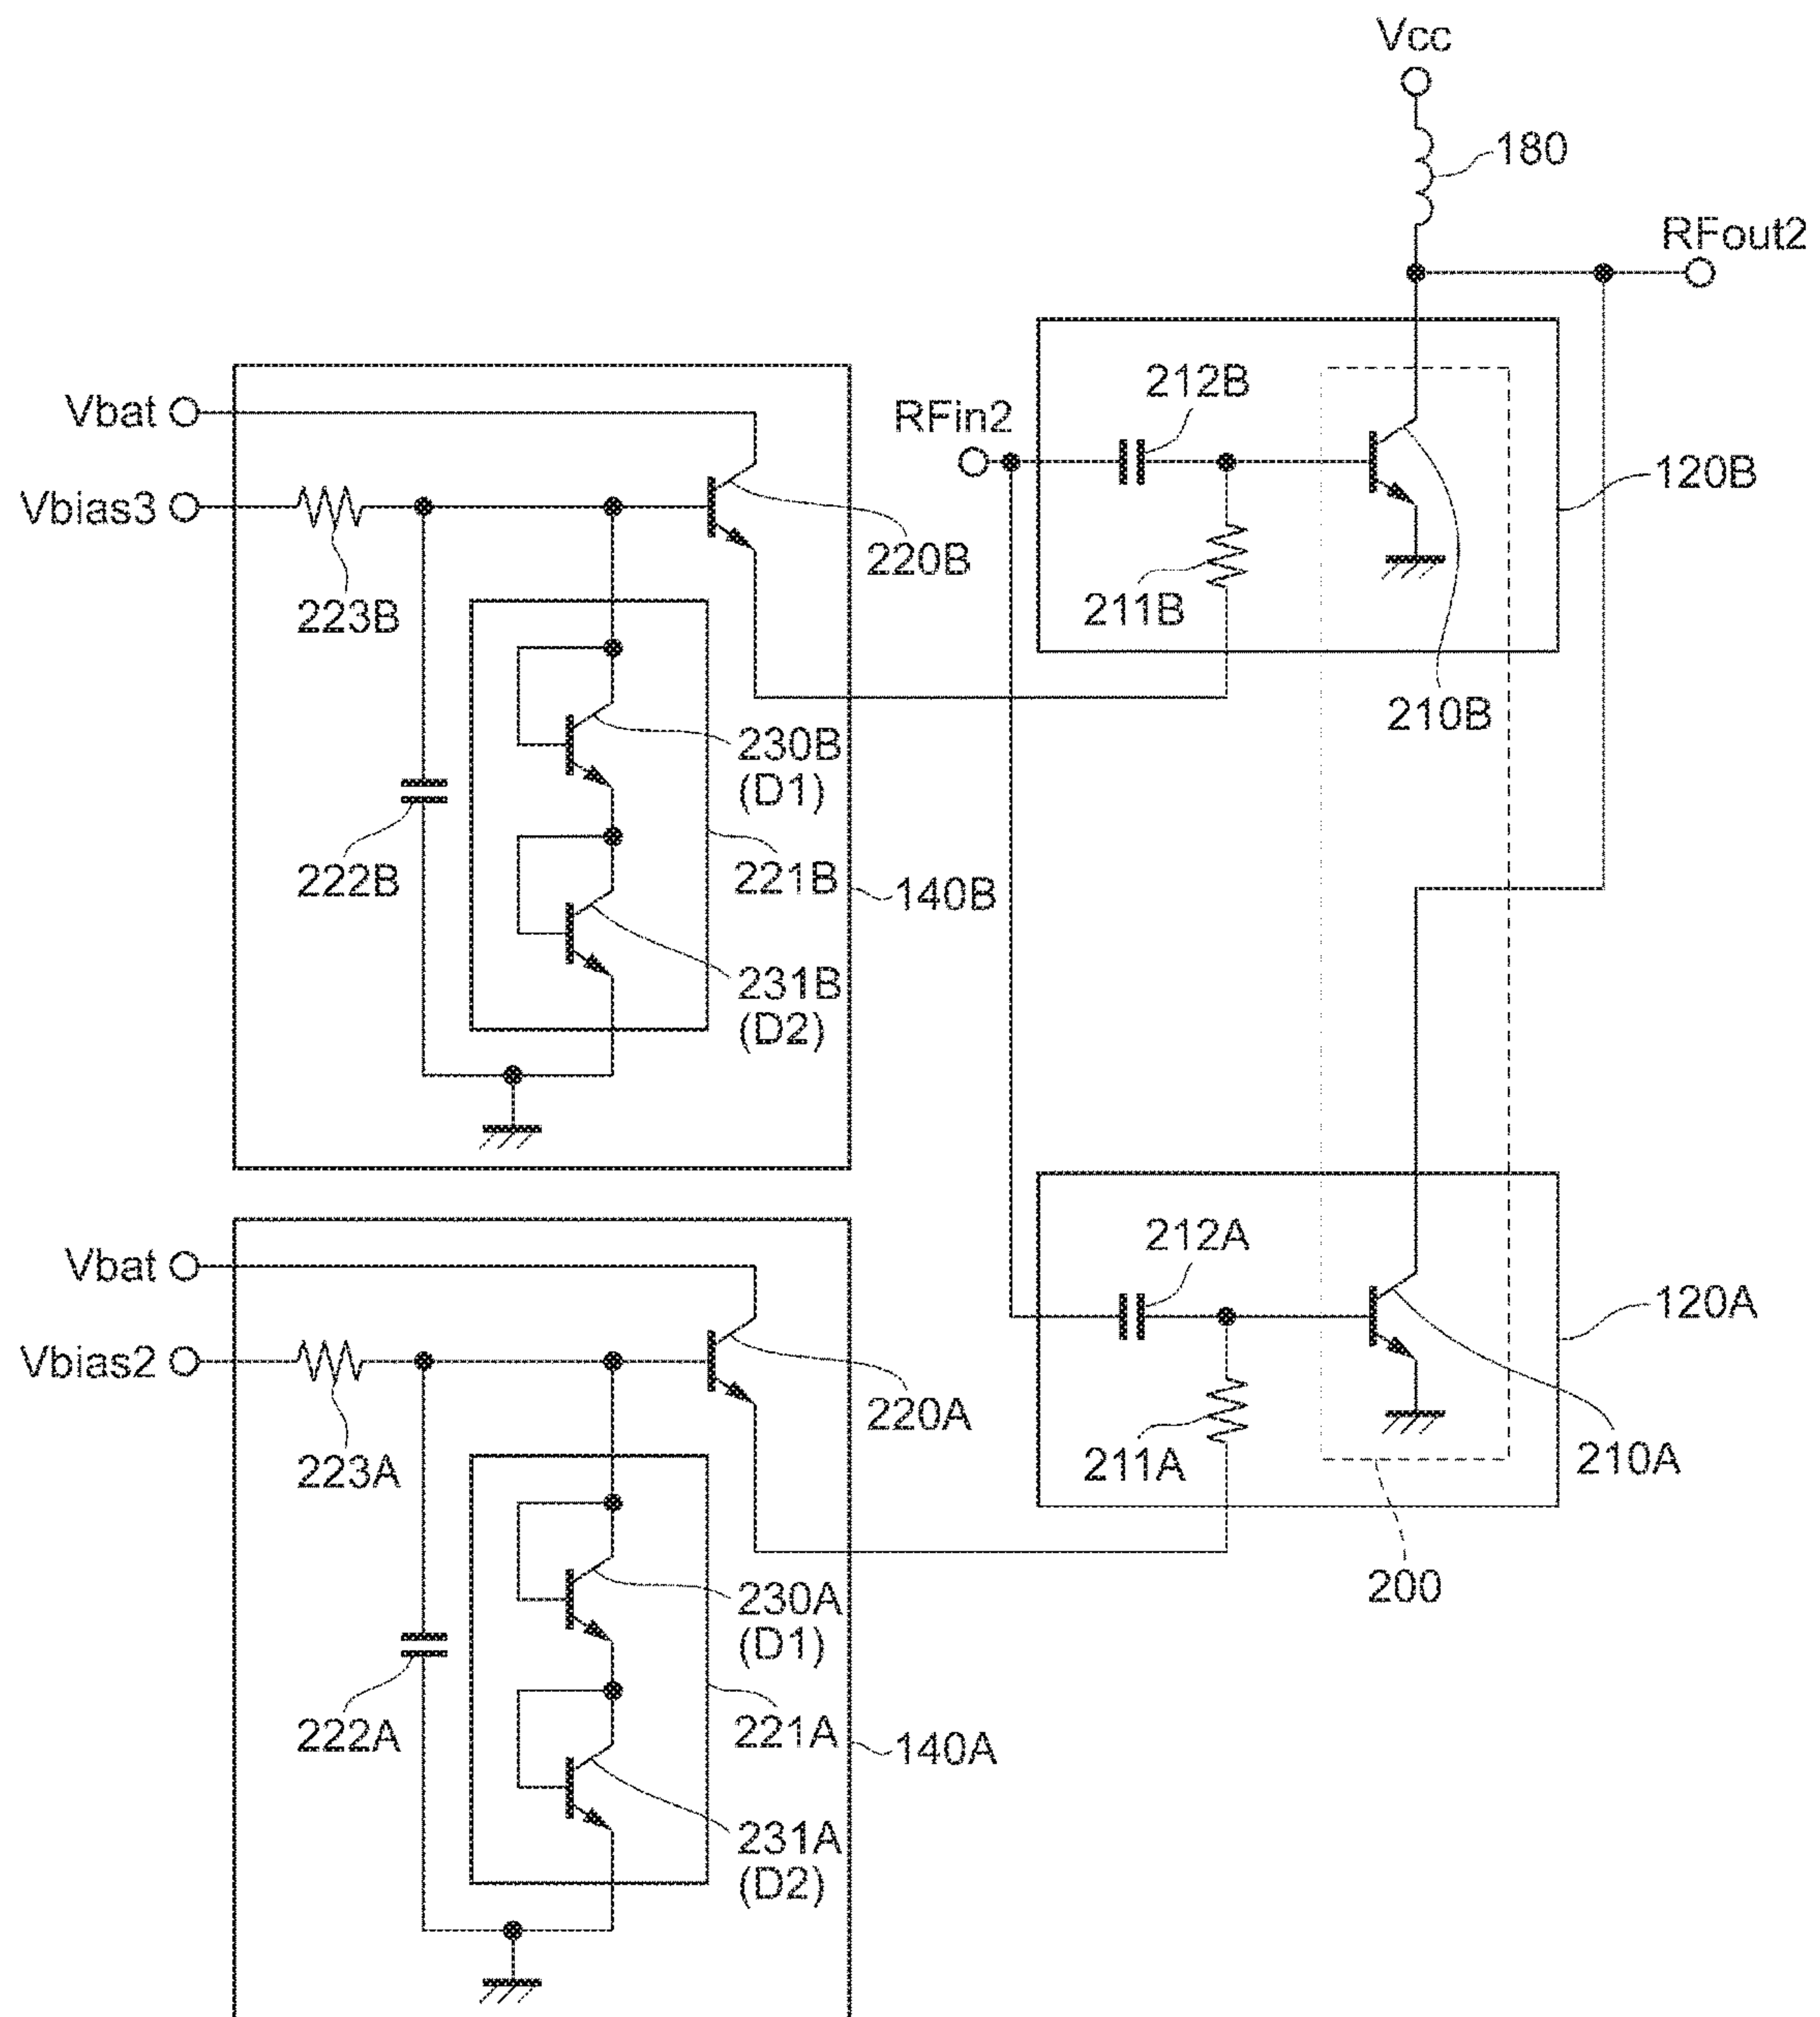 Vcc
180
RFout2
212B
Vbat
RFin2
120B
Vbias3
220B
223B
211B
210B
230B
(D1)
222B
221B
140B
231B
(D2)
212A
Vbat
120A
Vbias2
220A
223A
211A
210A
200
230A
(D1)
222A
221A
140A
231A
(D2)